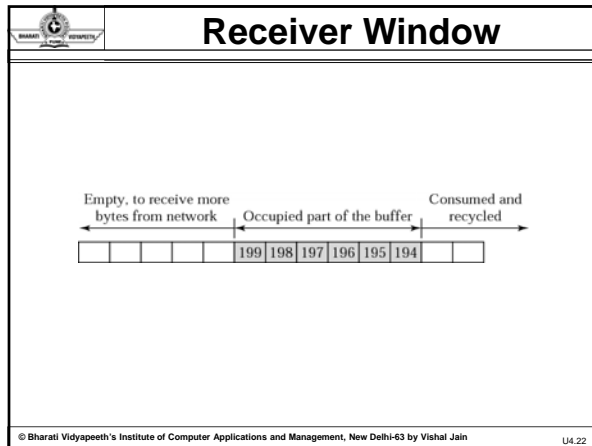 BHARATI VIDYAPEETH
Receiver Window
Empty, to receive more
bytes from network
Occupied part of the buffer
Consumed and
recycled
199 198 197 196 195 194
© Bharati Vidyapeeth's Institute of Computer Applications and Management, New Delhi-63 by Vishal Jain
U4.22